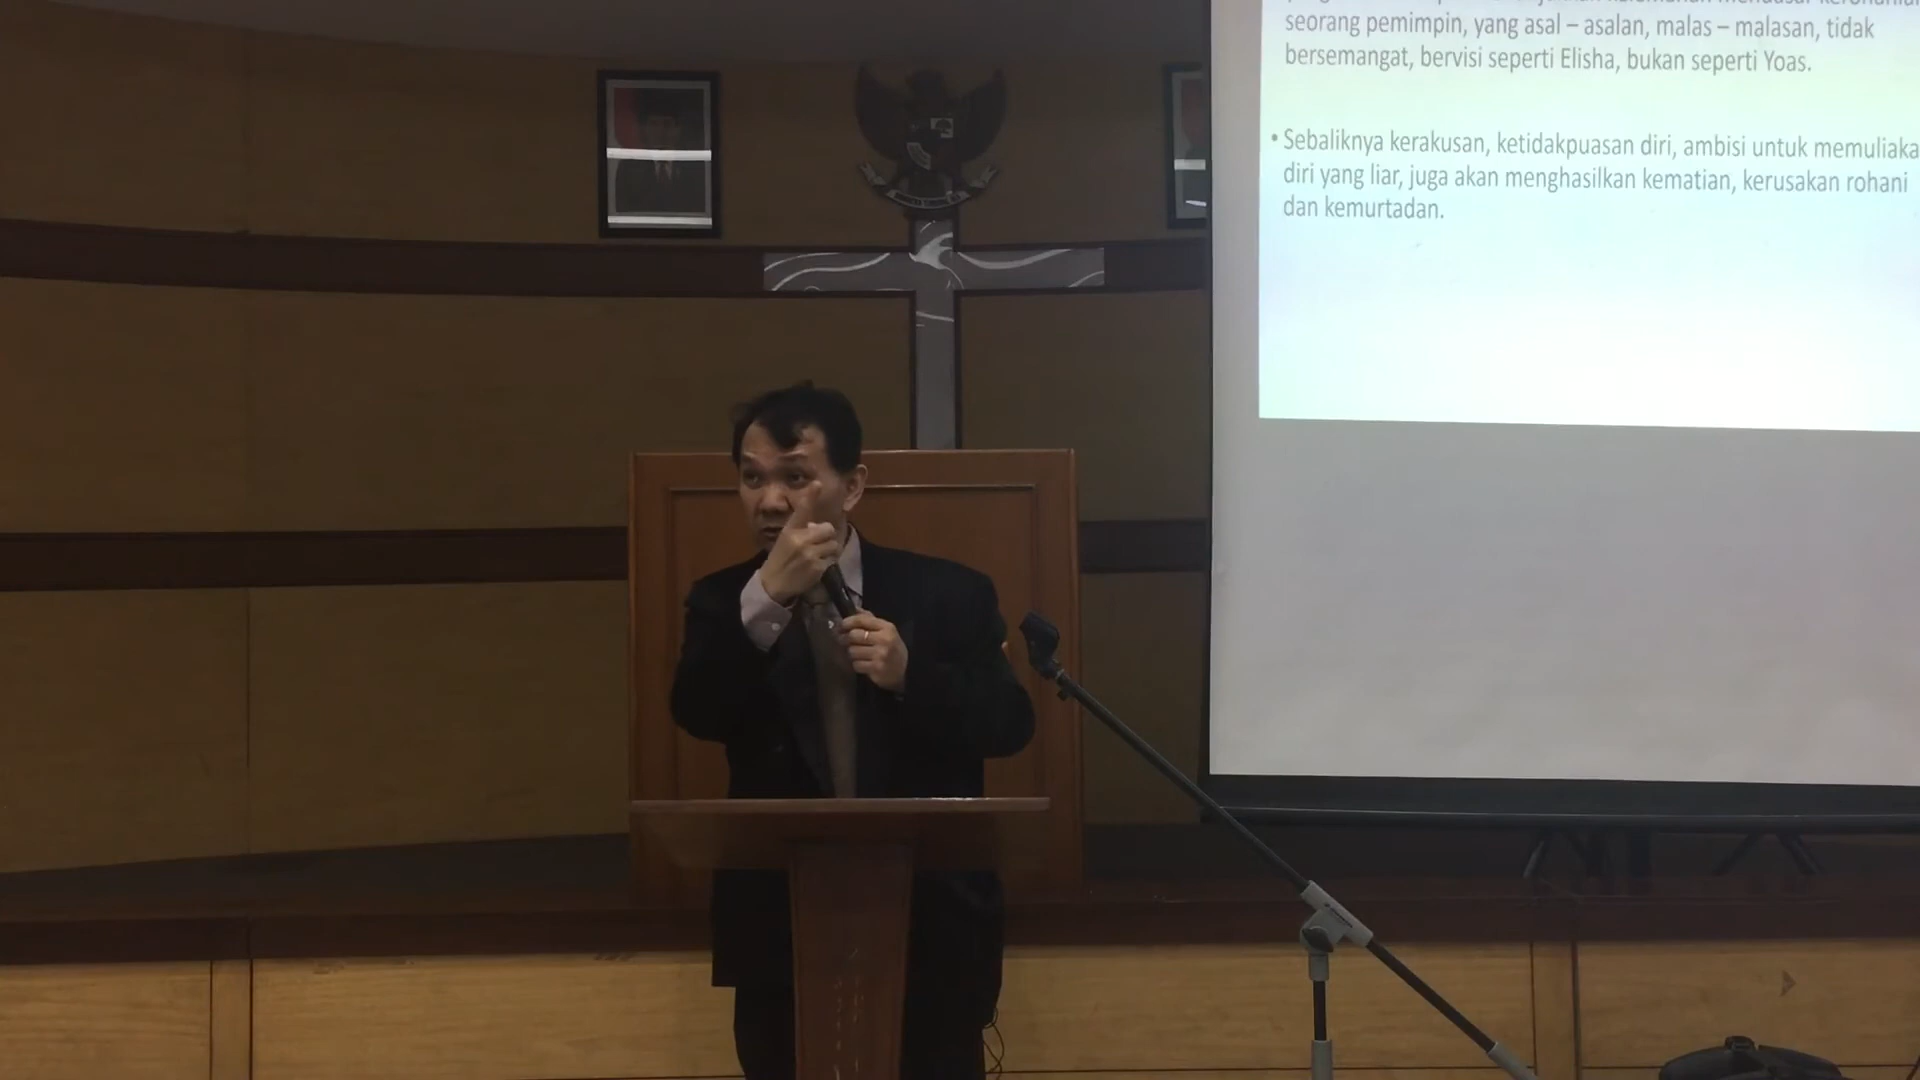 seorang pemimpin, yang asal – asalan, malas – malasan, tidak
bersemangat, bervisi seperti Elisha, bukan seperti Yoas.
• Sebaliknya kerakusan, ketidakpuasan diri, ambisi untuk memuliaka
diri yang liar, juga akan menghasilkan kematian, kerusakan rohani
dan kemurtadan.